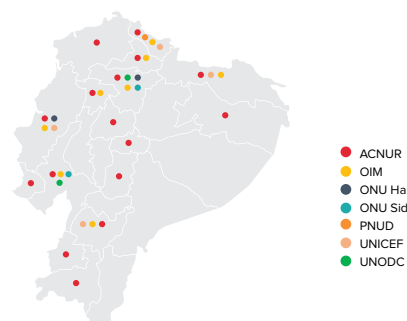 ACNUR
OIM
ONU Ha
ONU Sid
PNUD
UNICEF
UNODC